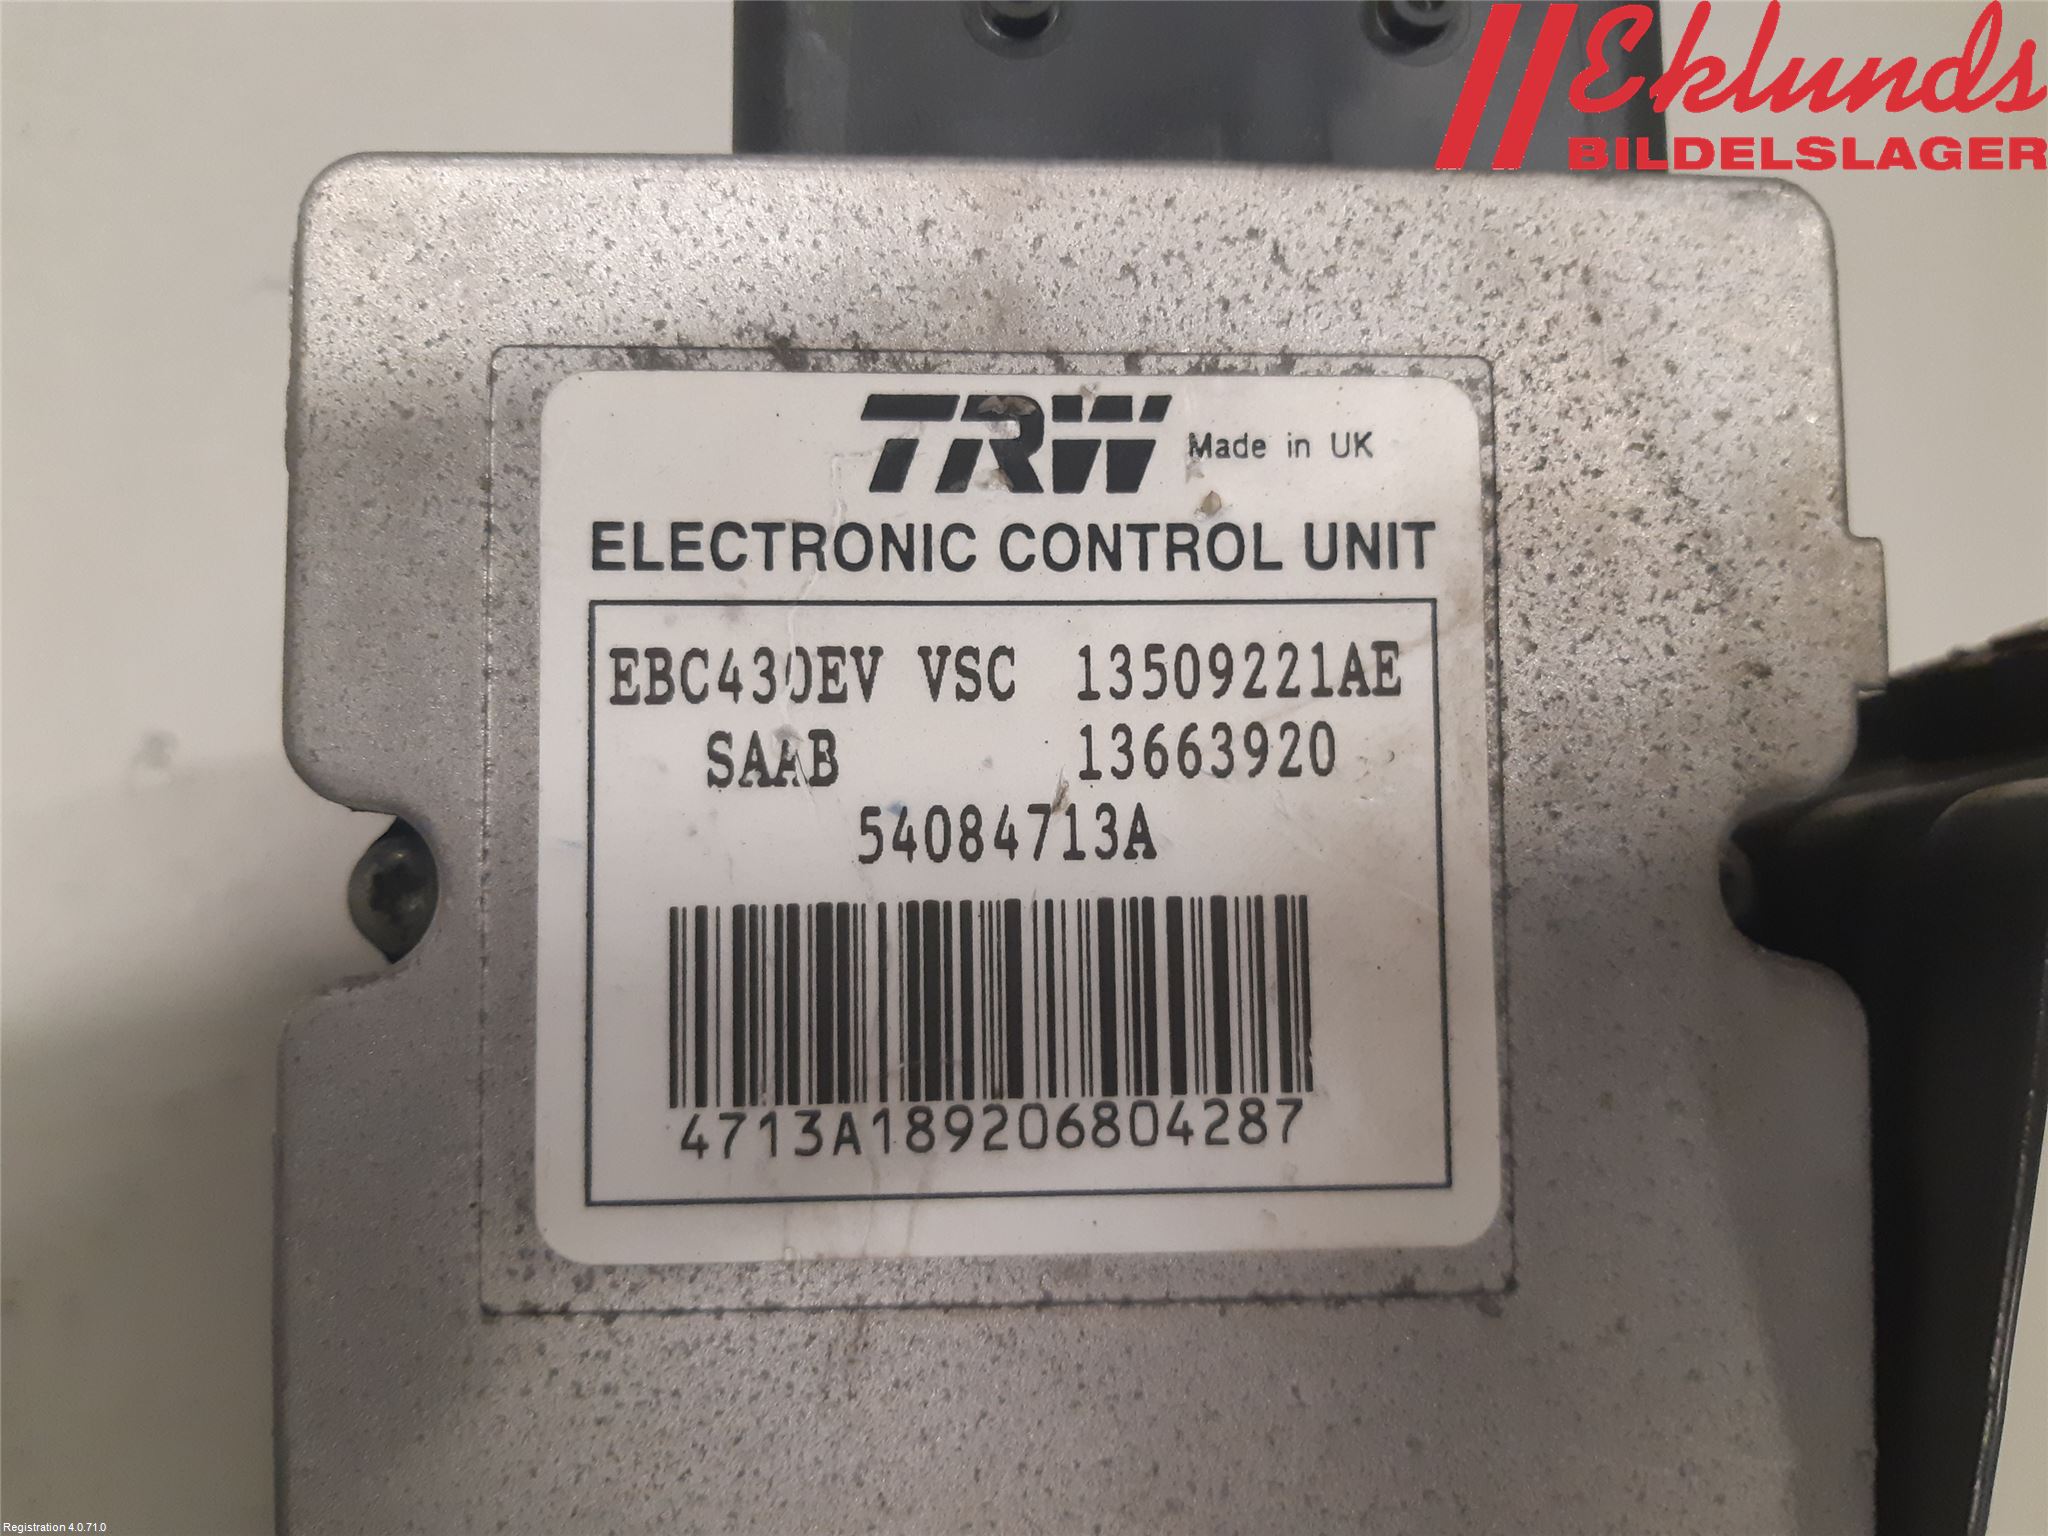 Eklunds
BILDELSLAGER
TRW Made in UK
ELECTRONIC CONTROL UNIT
EBC430EV VSC 13509221AE
SAAB 13663920
54084713A
4713A189206804287
Registration 4.0.71.0